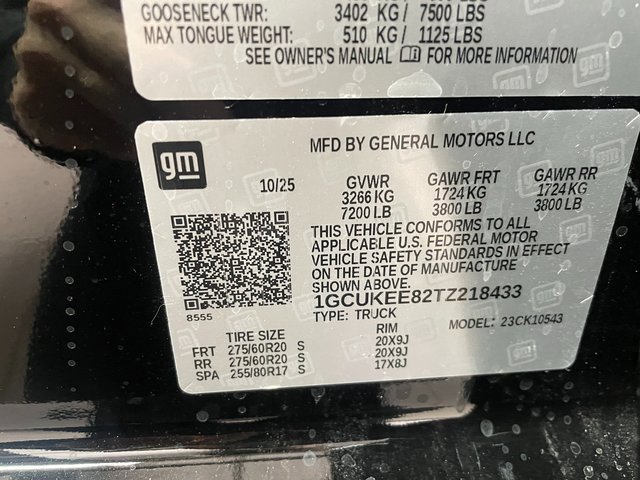 GOOSENECK TWR: 3402 KG / 7500 LBS
MAX TONGUE WEIGHT: 510 KG / 1125 LBS
SEE OWNER'S MANUAL FOR MORE INFORMATION
gm
MFD BY GENERAL MOTORS LLC
10/25 GVWR GAWR FRT GAWR RR
3266 KG 1724 KG 1724 KG
7200 LB 3800 LB 3800 LB
THIS VEHICLE CONFORMS TO ALL
APPLICABLE U.S. FEDERAL MOTOR
VEHICLE SAFETY STANDARDS IN EFFECT
ON THE DATE OF MANUFACTURE
SHOWN ABOVE.
1GCUKEE82TZ218433
8555
TYPE: TRUCK MODEL: 23CK10543
TIRE SIZE RIM
FRT 275/60R20 S 20X9J
RR 275/60R20 S 20X9J
SPA 255/80R17 S 17X8J